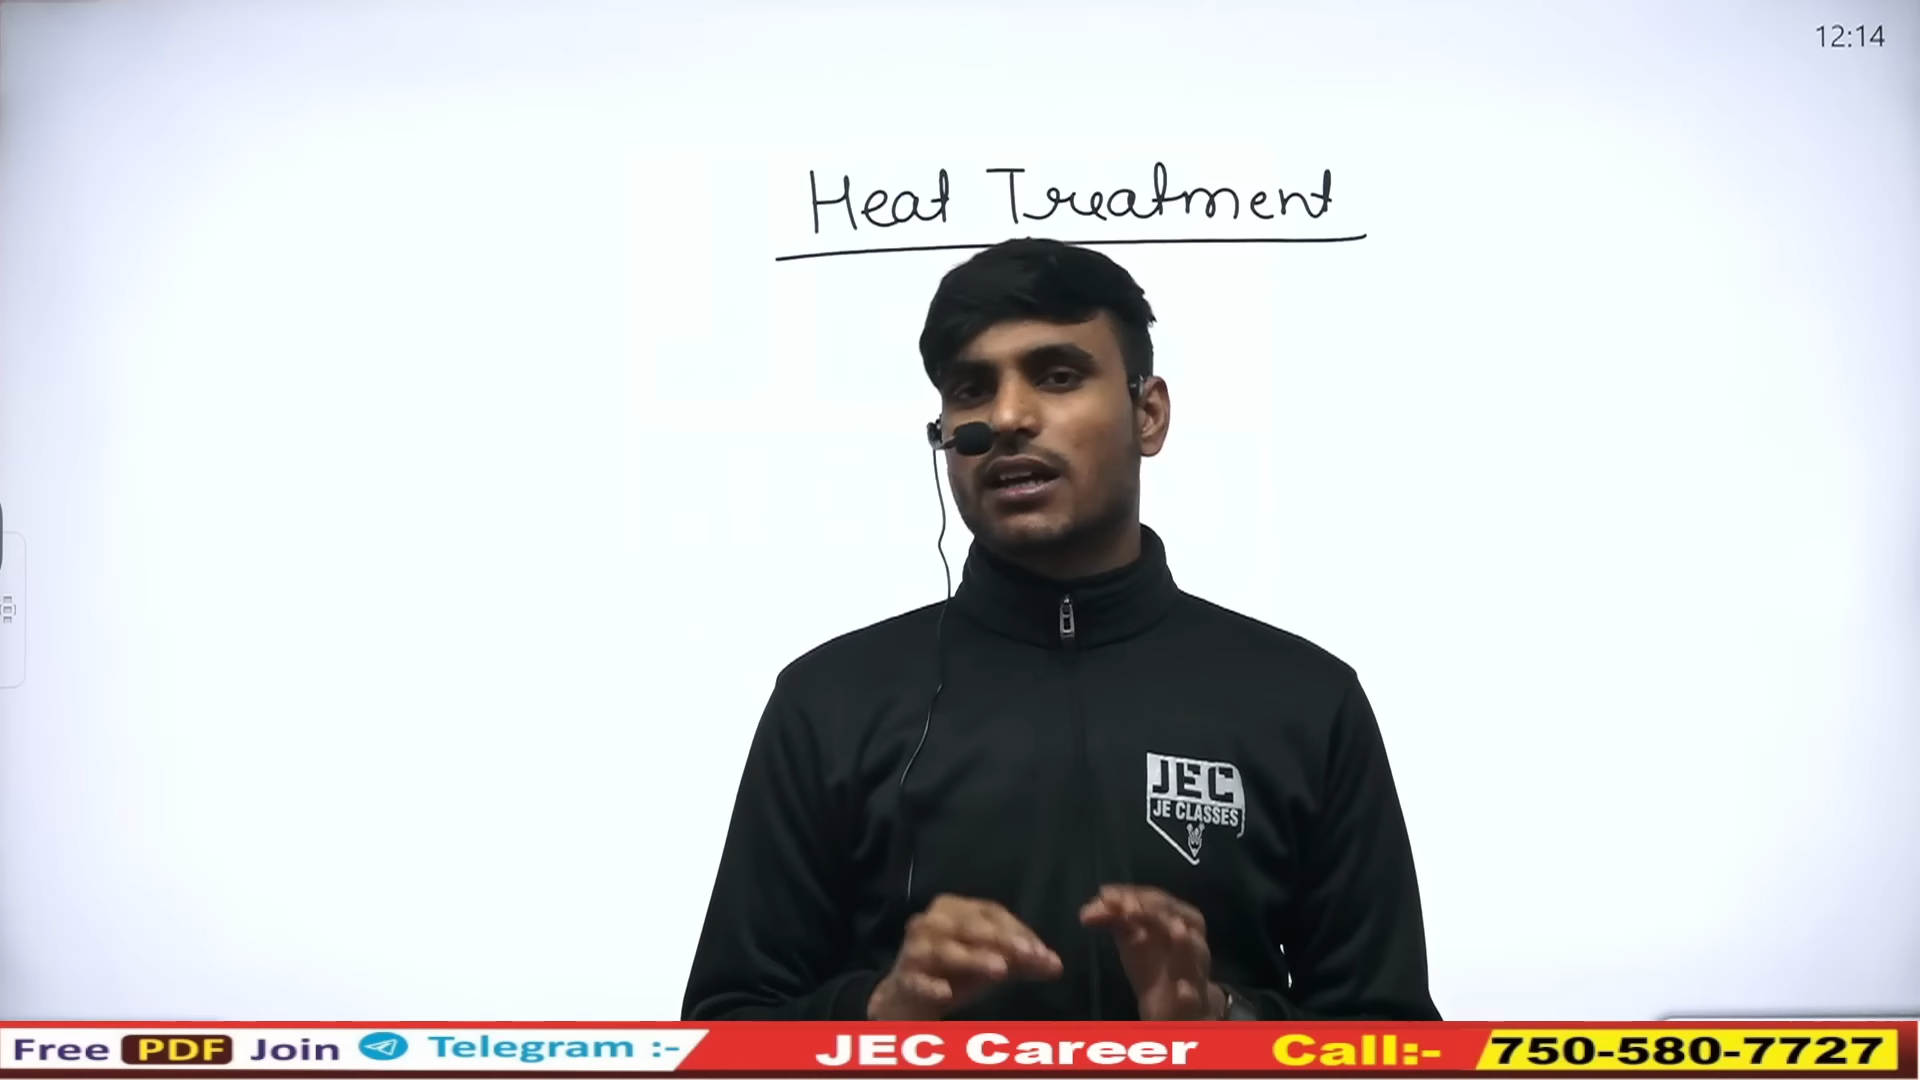 12:14
Heat Treatment
JEC
JE CLASSES
Free PDF Join Telegram :- JEC Career Call:- 750-580-7727